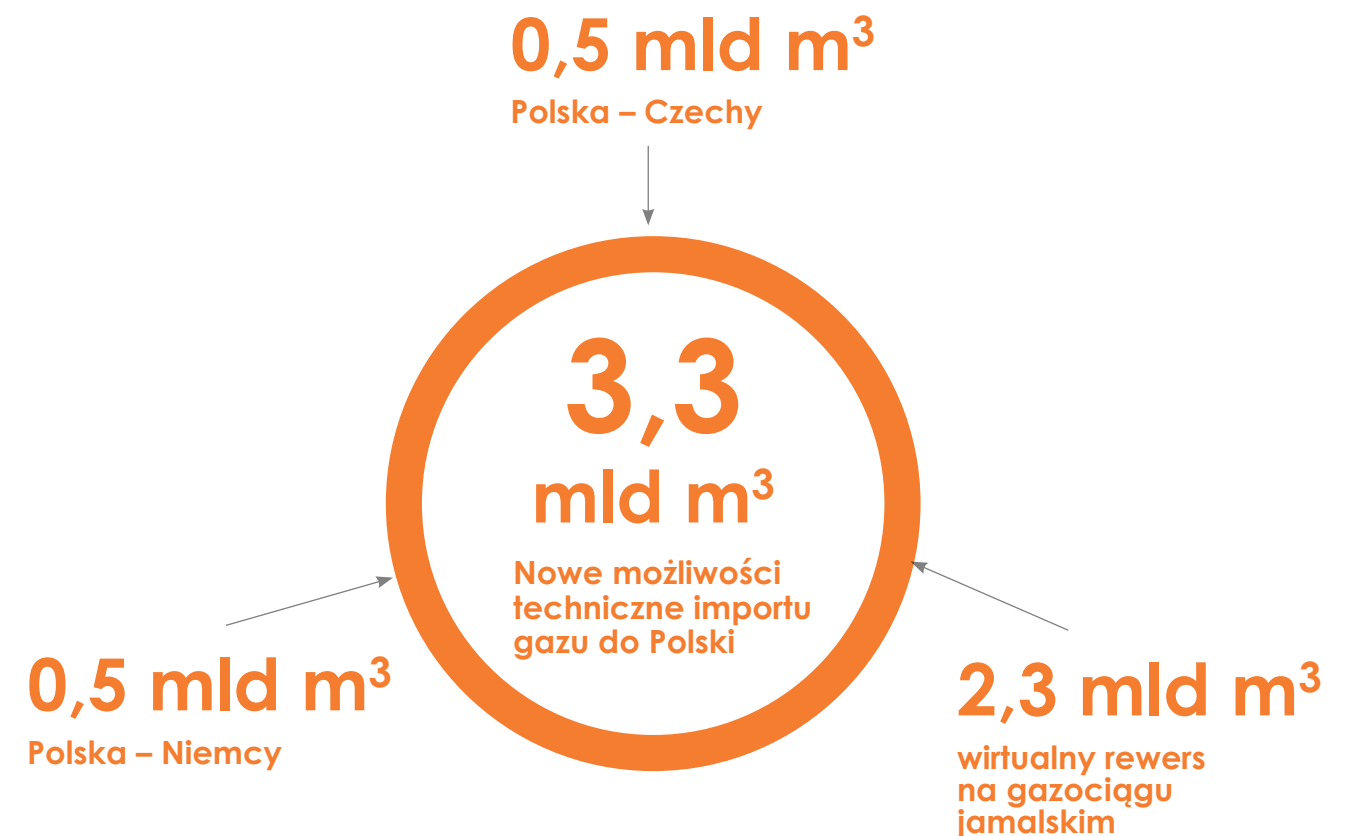 0,5 mld m³
Polska – Czechy
3,3
mld m³
Nowe możliwości
techniczne importu
gazu do Polski
0,5 mld m³
Polska – Niemcy
2,3 mld m³
wirtualny rewers
na gazociągu
jamalskim